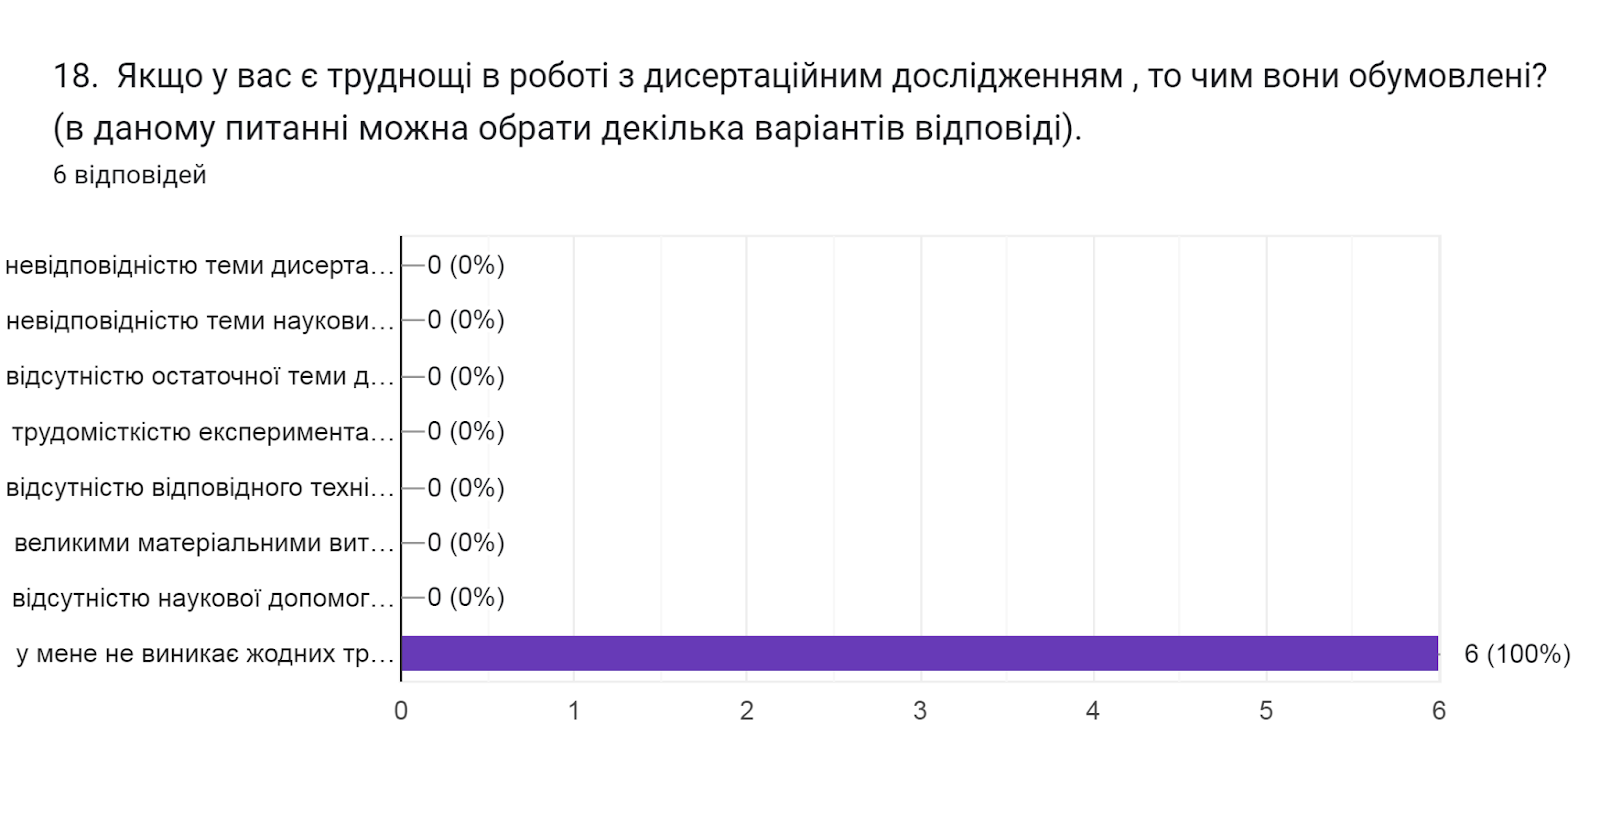 18.  Якщо у вас є труднощі в роботі з дисертаційним дослідженням , то чим вони обумовлені?
(в даному питанні можна обрати декілька варіантів відповіді).
6 відповідей
невідповідністю теми дисерта… 0 (0%)
невідповідністю теми наукови… 0 (0%)
відсутністю остаточної теми д… 0 (0%)
трудомісткістю експеримента… 0 (0%)
відсутністю відповідного техні… 0 (0%)
великими матеріальними вит… 0 (0%)
відсутністю наукової допомог… 0 (0%)
у мене не виникає жодних тр… 6 (100%)
0 1 2 3 4 5 6